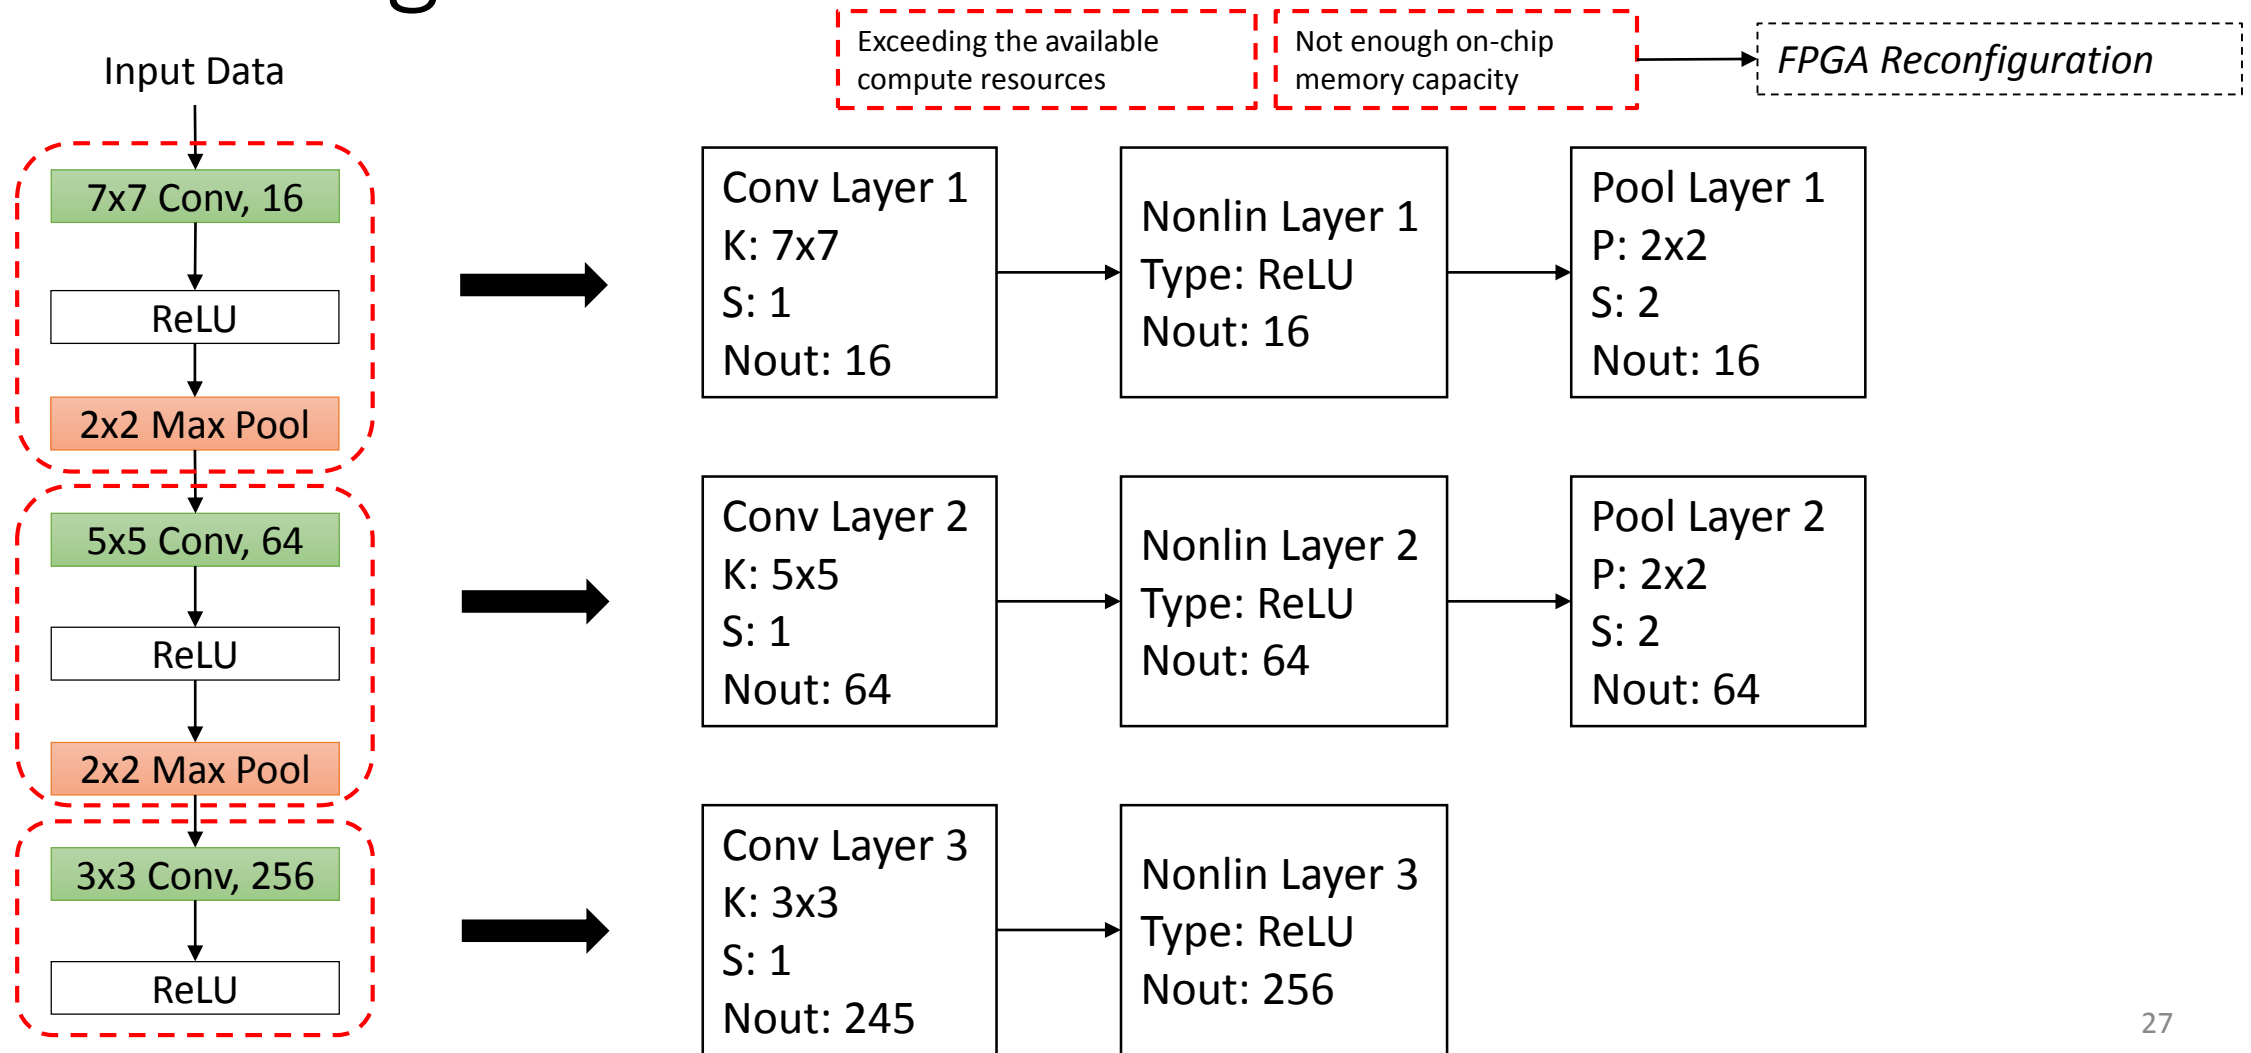 Exceeding the available
compute resources
Not enough on-chip
memory capacity
FPGA Reconfiguration
Input Data
7x7 Conv, 16
ReLU
2x2 Max Pool
5x5 Conv, 64
ReLU
2x2 Max Pool
3x3 Conv, 256
ReLU
Conv Layer 1
K: 7x7
S: 1
Nout: 16
Nonlin Layer 1
Type: ReLU
Nout: 16
Pool Layer 1
P: 2x2
S: 2
Nout: 16
Conv Layer 2
K: 5x5
S: 1
Nout: 64
Nonlin Layer 2
Type: ReLU
Nout: 64
Pool Layer 2
P: 2x2
S: 2
Nout: 64
Conv Layer 3
K: 3x3
S: 1
Nout: 245
Nonlin Layer 3
Type: ReLU
Nout: 256
27